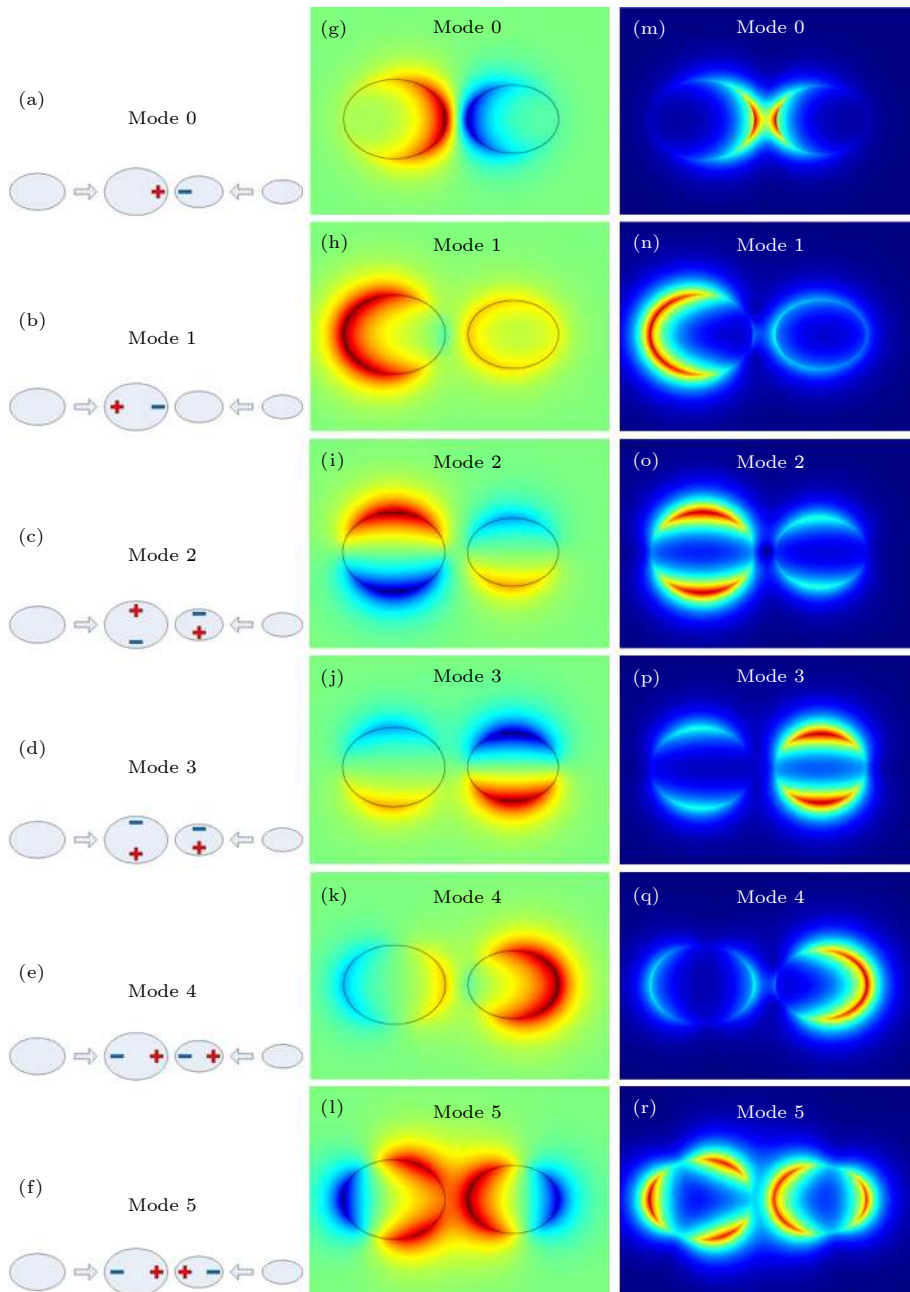 (a)
Mode 0
+ −
(b)
Mode 1
+ −
(c)
Mode 2
+ −
− +
(d)
Mode 3
− −
+ +
(e)
Mode 4
− + − +
(f)
Mode 5
− + + −
(g) Mode 0
(h) Mode 1
(i) Mode 2
(j) Mode 3
(k) Mode 4
(l) Mode 5
(m) Mode 0
(n) Mode 1
(o) Mode 2
(p) Mode 3
(q) Mode 4
(r) Mode 5